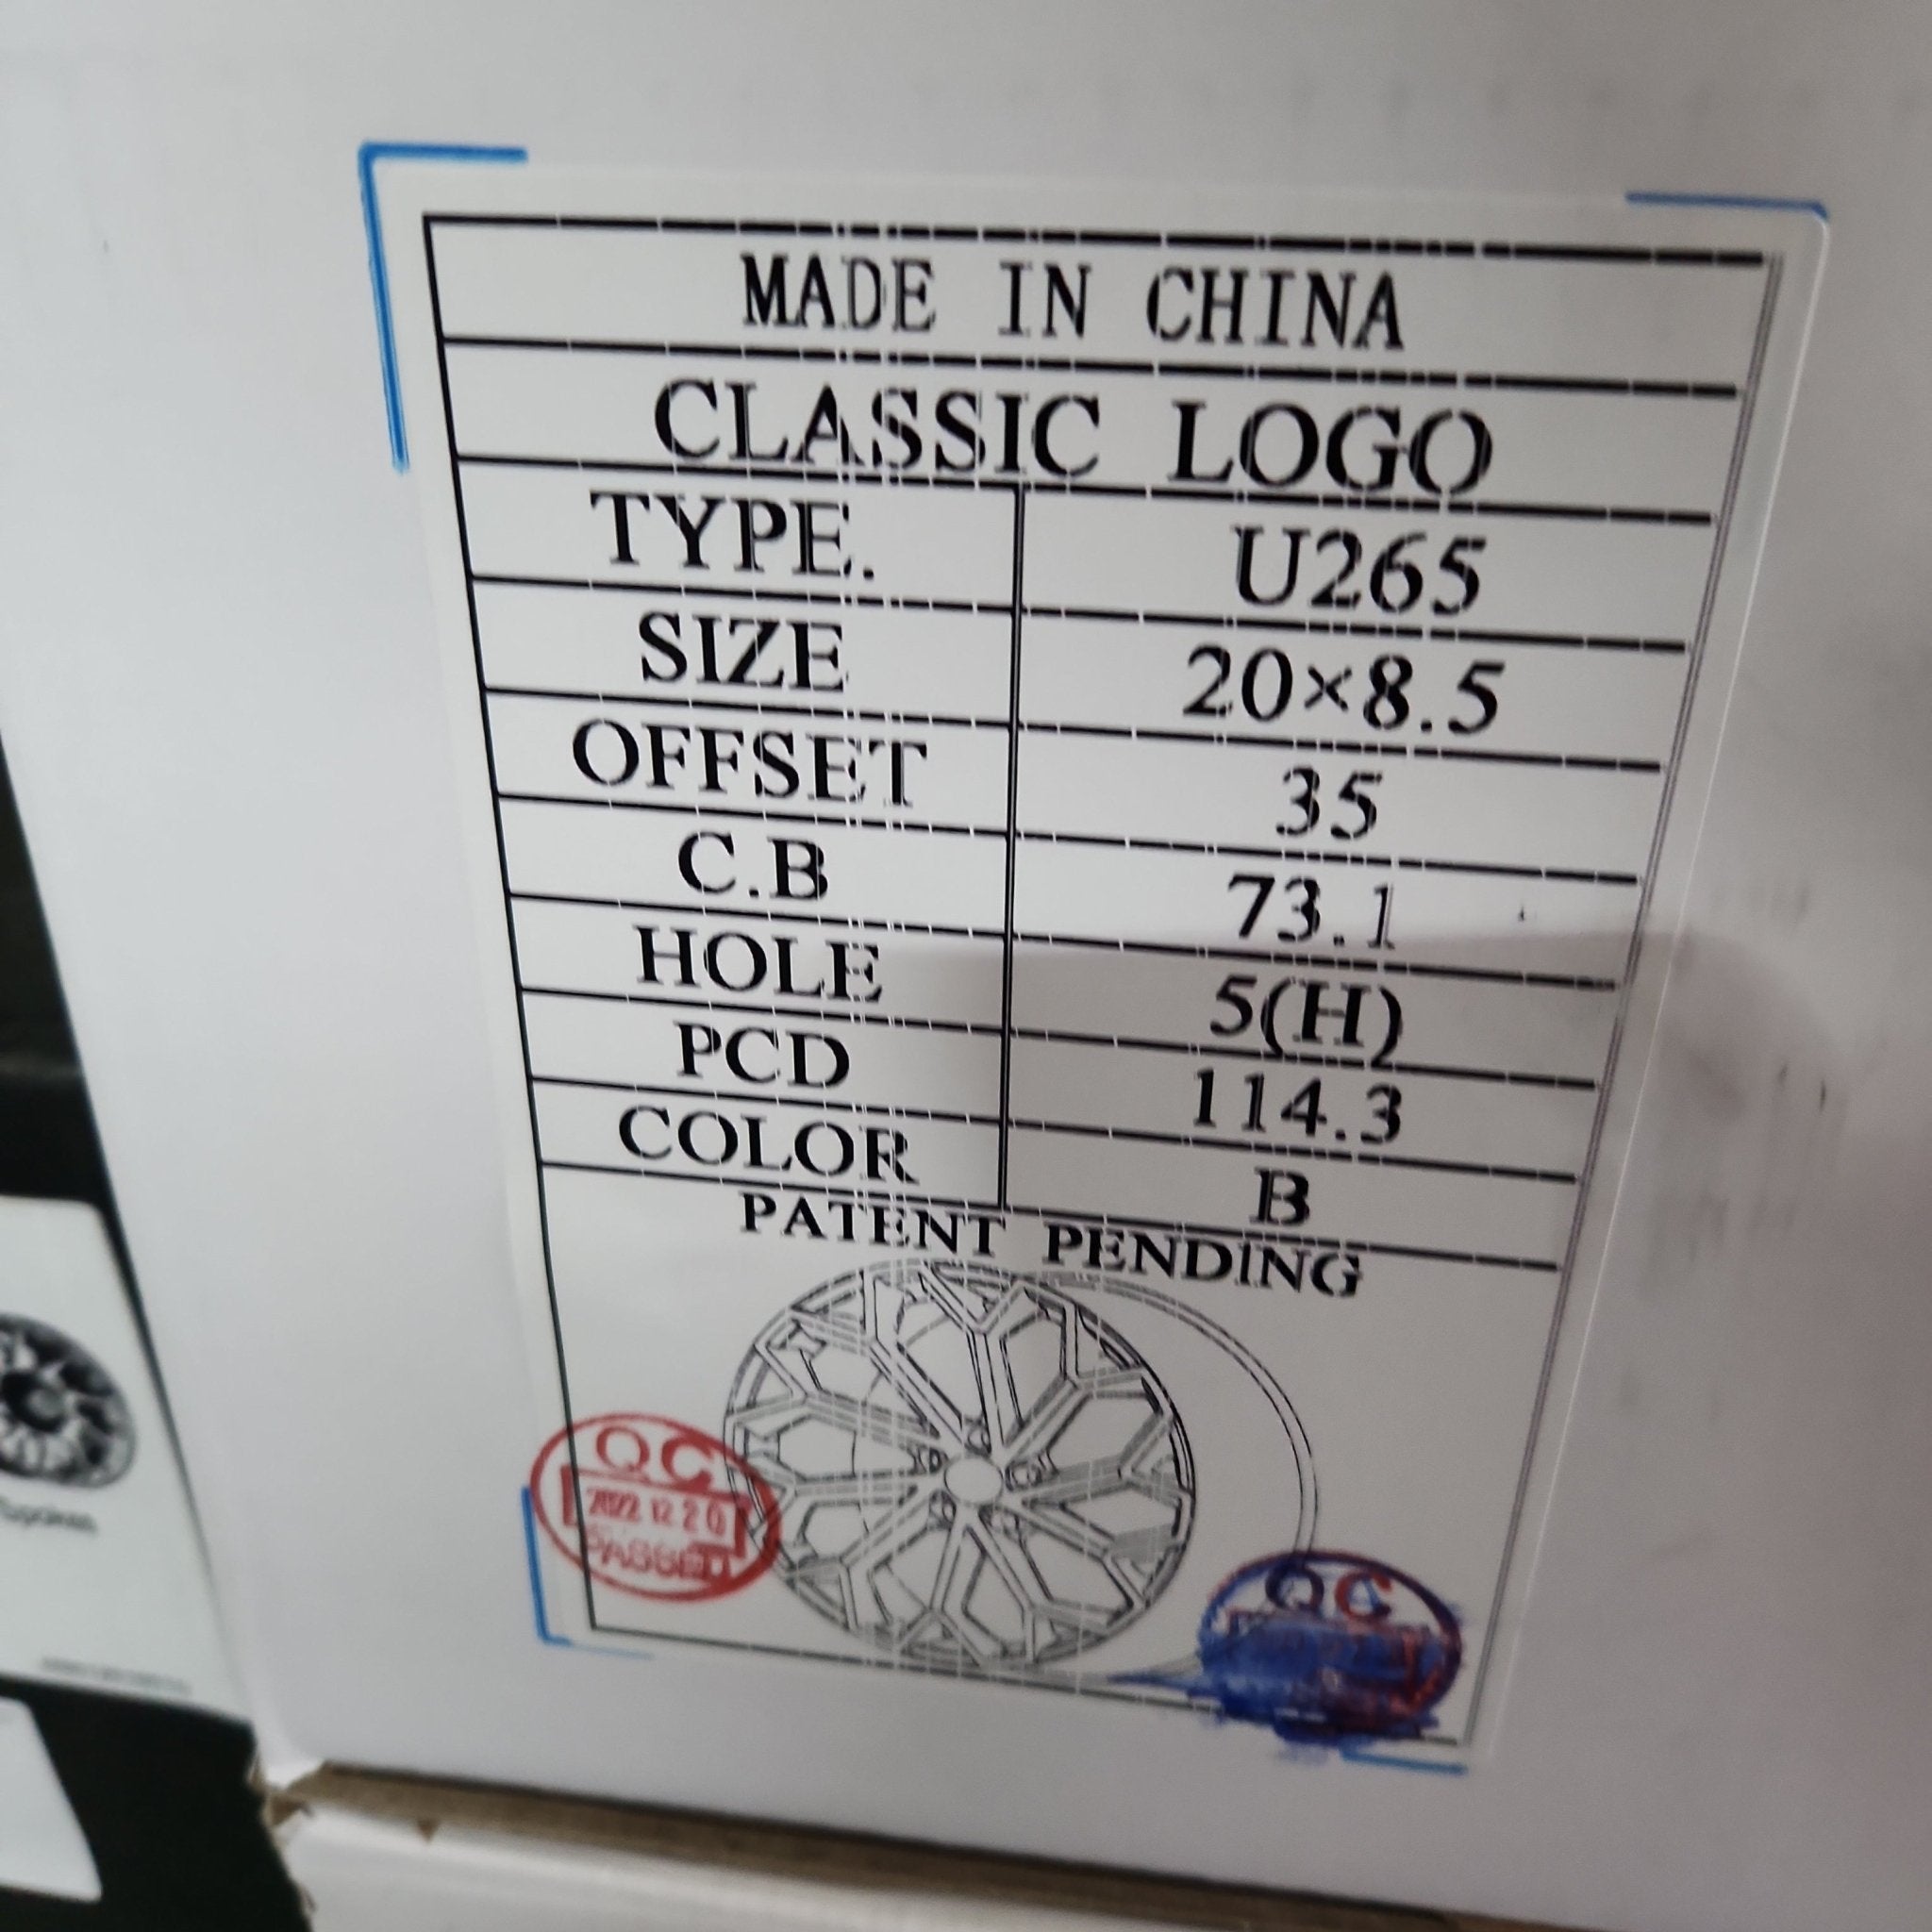 MADE IN CHINA
CLASSIC LOGO
TYPE. U265
SIZE 20×8.5
OFFSET 35
C.B 73.1
HOLE 5(H)
PCD 114.3
COLOR B
PATENT PENDING
QC
2022 12 20
PASSED
QC